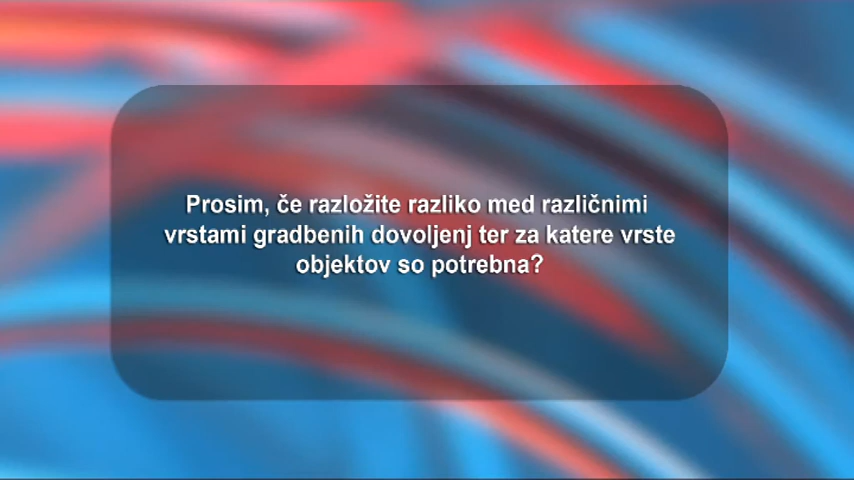 Prosim, če razložite razliko med različnimi
vrstami gradbenih dovoljenj ter za katere vrste
objektov so potrebna?